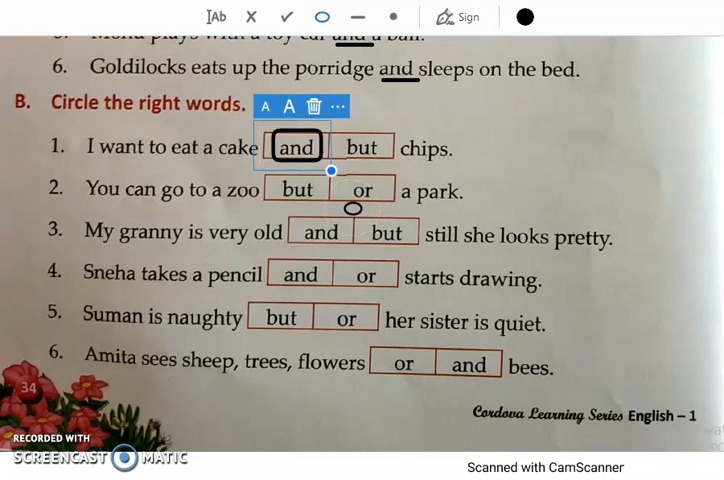 Ab Sign
and a ball.
6. Goldilocks eats up the porridge and sleeps on the bed.
B. Circle the right words.
A A
1. I want to eat a cake and but chips.
2. You can go to a zoo but or a park.
3. My granny is very old and but still she looks pretty.
4. Sneha takes a pencil and or starts drawing.
5. Suman is naughty but or her sister is quiet.
6. Amita sees sheep, trees, flowers or and bees.
34
Cordova Learning Series English – 1
RECORDED WITH
SCREENCAST MATIC
Scanned with CamScanner